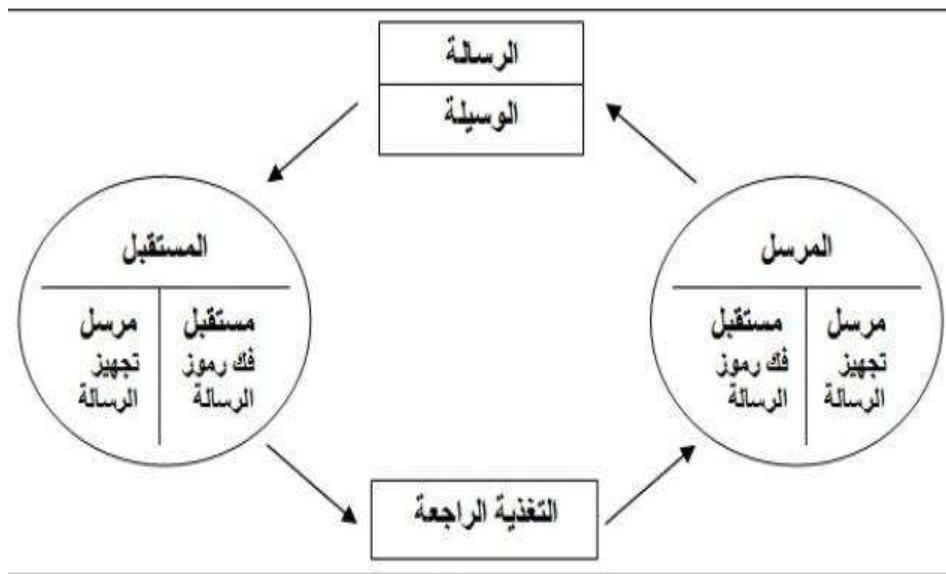 الرسالة
الوسيلة
المرسل
مرسل
تجهيز
الرسالة
مستقبل
فك رموز
الرسالة
المستقبل
مستقبل
فك رموز
الرسالة
مرسل
تجهيز
الرسالة
التغذية الراجعة